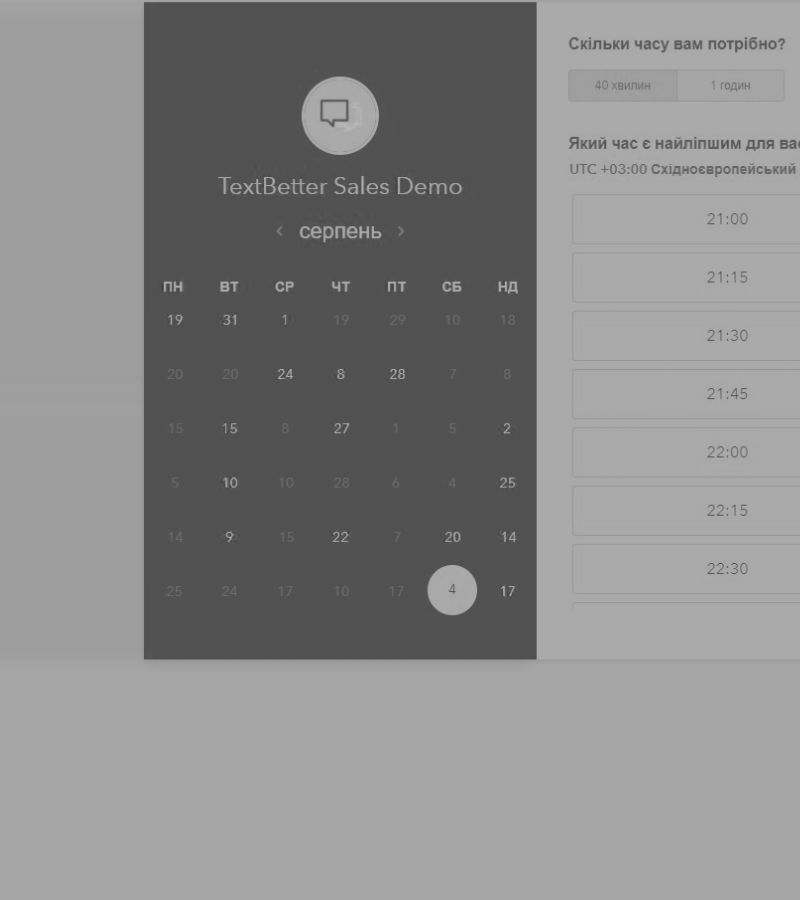 TextBetter Sales Demo
‹ серпень ›
ПН ВТ СР ЧТ ПТ СБ НД
19 31 1 19 29 10 18
20 20 24 8 28 7 8
15 15 8 27 1 5 2
5 10 10 28 6 4 25
14 9 15 22 7 20 14
25 24 17 10 17 4 17
Скільки часу вам потрібно?
40 хвилин 1 годин
Який час є найліпшим для вас
UTC +03:00 Східноєвропейський
21:00
21:15
21:30
21:45
22:00
22:15
22:30